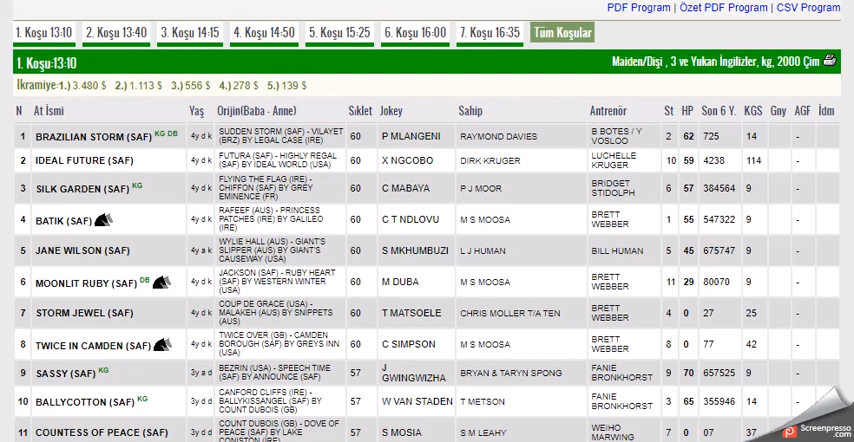 PDF Program | Özet PDF Program | CSV Program
1. Koşu 13:10 2. Koşu 13:40 3. Koşu 14:15 4. Koşu 14:50 5. Koşu 15:25 6. Koşu 16:00 7. Koşu 16:35 Tüm Koşular
1. Koşu:13:10 Maiden/Dişi , 3 ve Yukarı İngilizler, kg, 2000 Çim
İkramiye:1.) 3.480 $ 2.) 1.113 $ 3.) 556 $ 4.) 278 $ 5.) 139 $
N At İsmi Yaş Orijin(Baba - Anne) Sıklet Jokey Sahip Antrenör St HP Son 6 Y. KGS Gny AGF İdm
1 BRAZILIAN STORM (SAF) KG DB 4y d k SUDDEN STORM (SAF) - VILAYET (BRZ) BY LEGAL CASE (IRE) 60 P MLANGENI RAYMOND DAVIES B BOTES / Y VOSLOO 2 62 725 14 -
2 IDEAL FUTURE (SAF) 4y d k FUTURA (SAF) - HIGHLY REGAL (SAF) BY IDEAL WORLD (USA) 60 X NGCOBO DIRK KRUGER LUCHELLE KRUGER 10 59 4238 114 -
3 SILK GARDEN (SAF) KG 4y d k FLYING THE FLAG (IRE) - CHIFFON (SAF) BY GREY EMINENCE (FR) 60 C MABAYA P J MOOR BRIDGET STIDOLPH 6 57 384564 9 -
4 BATIK (SAF) 4y d k RAFEEF (AUS) - PRINCESS PATCHES (IRE) BY GALILEO (IRE) 60 C T NDLOVU M S MOOSA BRETT WEBBER 1 55 547322 9 -
5 JANE WILSON (SAF) 4y a k WYLIE HALL (AUS) - GIANT'S SLIPPER (AUS) BY GIANT'S CAUSEWAY (USA) 60 S MKHUMBUZI L J HUMAN BILL HUMAN 5 45 675747 9 -
6 MOONLIT RUBY (SAF) DB 4y d k JACKSON (SAF) - RUBY HEART (SAF) BY WESTERN WINTER (USA) 60 M DUBA M S MOOSA BRETT WEBBER 11 29 80070 9 -
7 STORM JEWEL (SAF) 4y d k COUP DE GRACE (USA) - MALAKEH (AUS) BY SNIPPETS (AUS) 60 T MATSOELE CHRIS MOLLER T/A TEN BRETT WEBBER 4 0 27 25 -
8 TWICE IN CAMDEN (SAF) 4y d k TWICE OVER (GB) - CAMDEN BOROUGH (SAF) BY GREYS INN (USA) 60 C SIMPSON M S MOOSA BRETT WEBBER 8 0 77 42 -
9 SASSY (SAF) KG 3y a d BEZRIN (USA) - SPEECH TIME (SAF) BY ANNOUNCE (SAF) 57 J GWINGWIZHA BRYAN & TARYN SPONG FANIE BRONKHORST 9 70 657525 9 -
10 BALLYCOTTON (SAF) KG 3y d d CANFORD CLIFFS (IRE) - BALLYKISSANGEL (SAF) BY COUNT DUBOIS (GB) 57 W VAN STADEN T METSON FANIE BRONKHORST 3 65 355946 14 -
11 COUNTESS OF PEACE (SAF) 3y d d COUNT DUBOIS (GB) - DOVE OF PEACE (SAF) BY LAKE CONISTON (IRE) 57 S MOSIA S M LEAHY WEIHO MARWING 7 0 07 37 -
Screenpresso
.com